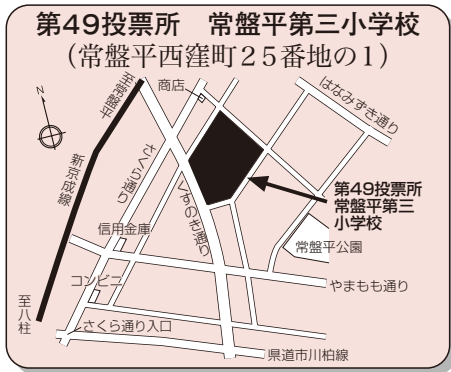 第49投票所　常盤平第三小学校
(常盤平西窪町25番地の1)
至常盤平
商店
はなみずき通り
N
新京成線
さくら通り
くすのき通り
第49投票所
常盤平第三
小学校
信用金庫
常盤平公園
コンビニ
やまもも通り
至八柱
さくら通り入口
県道市川柏線